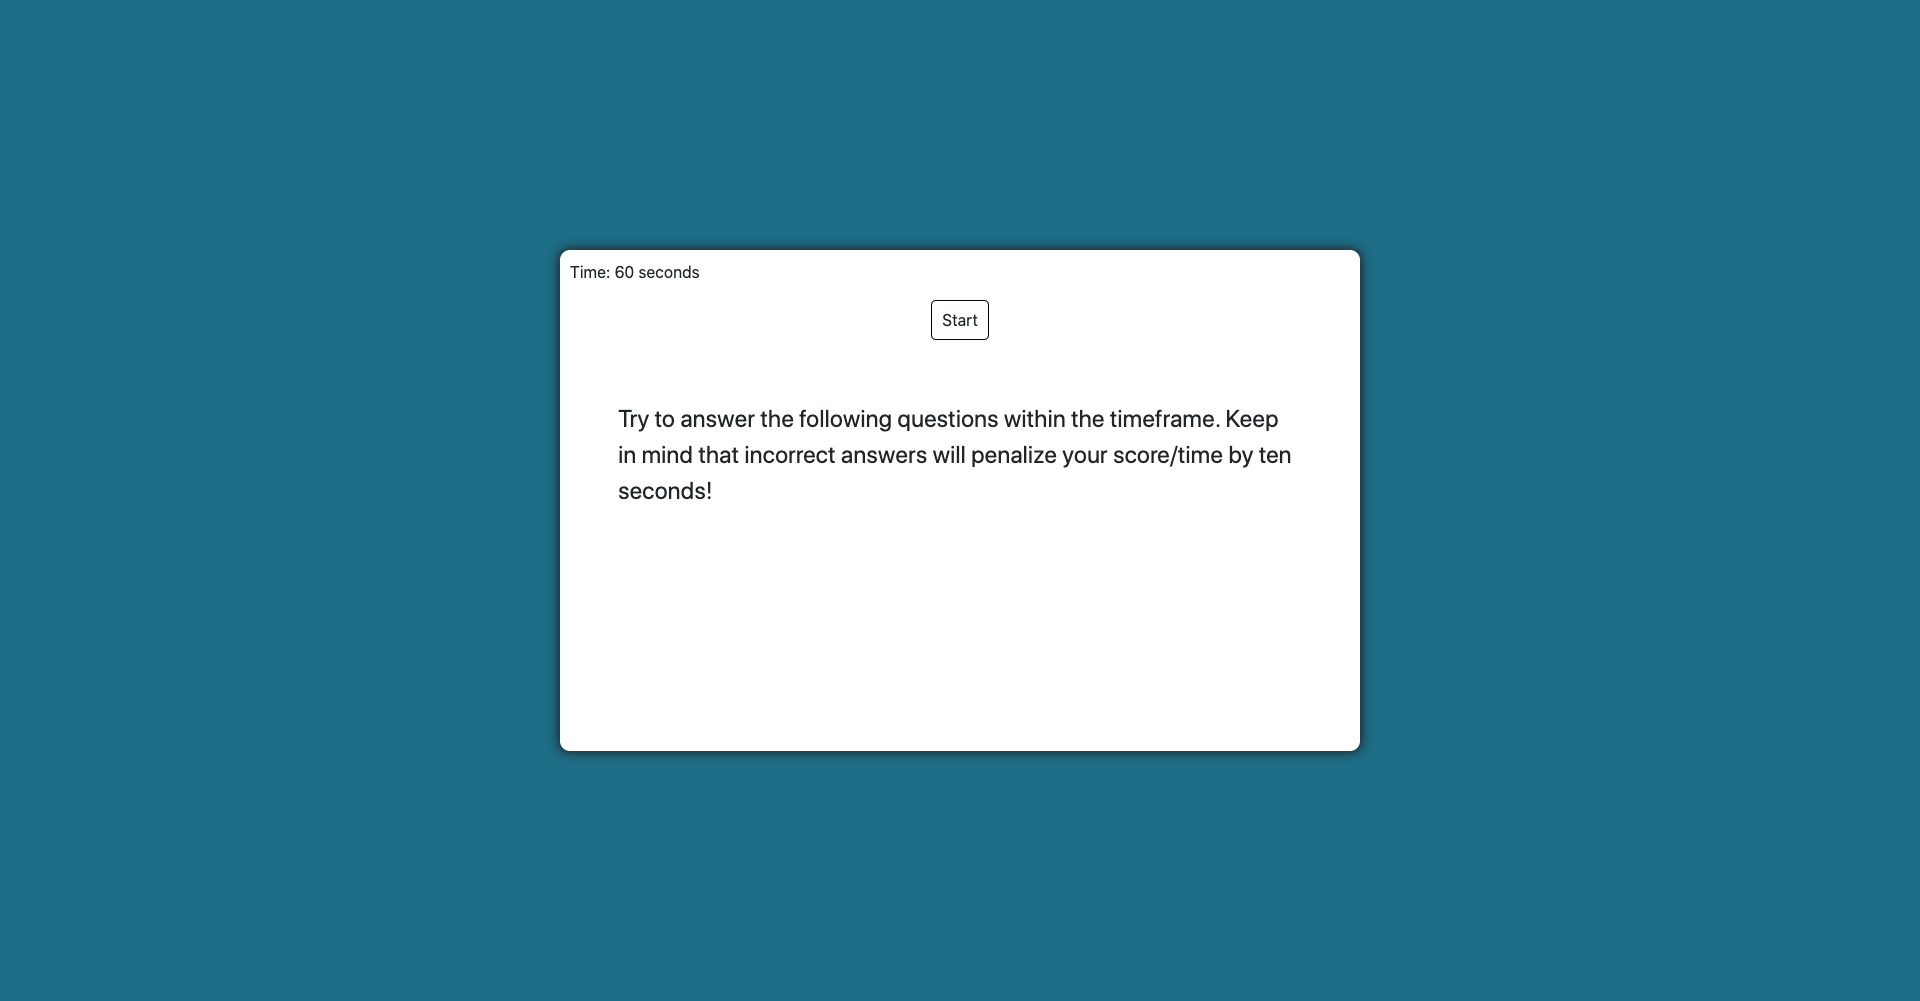 Time: 60 seconds
Start
Try to answer the following questions within the timeframe. Keep
in mind that incorrect answers will penalize your score/time by ten
seconds!